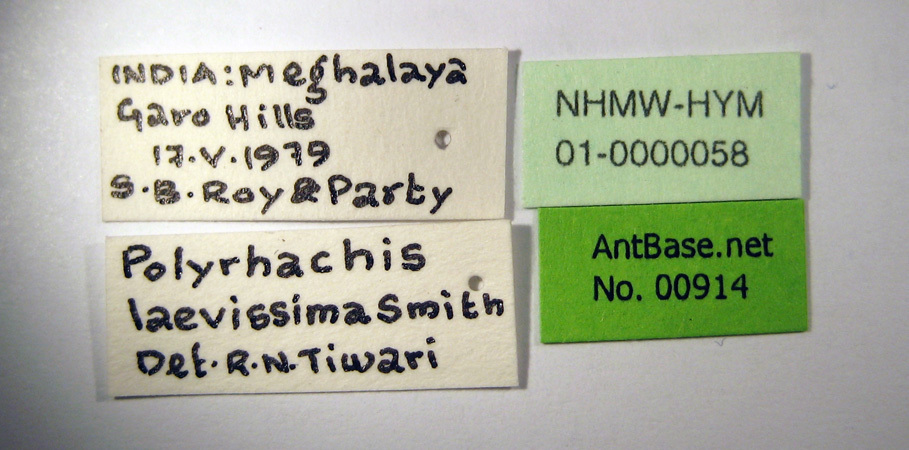 INDIA: Meghalaya
Garo Hills
17.V.1979
S.B. Roy & Party
Polyrhachis
laevissima Smith
Det. R.N. Tiwari
NHMW-HYM
01-0000058
AntBase.net
No. 00914